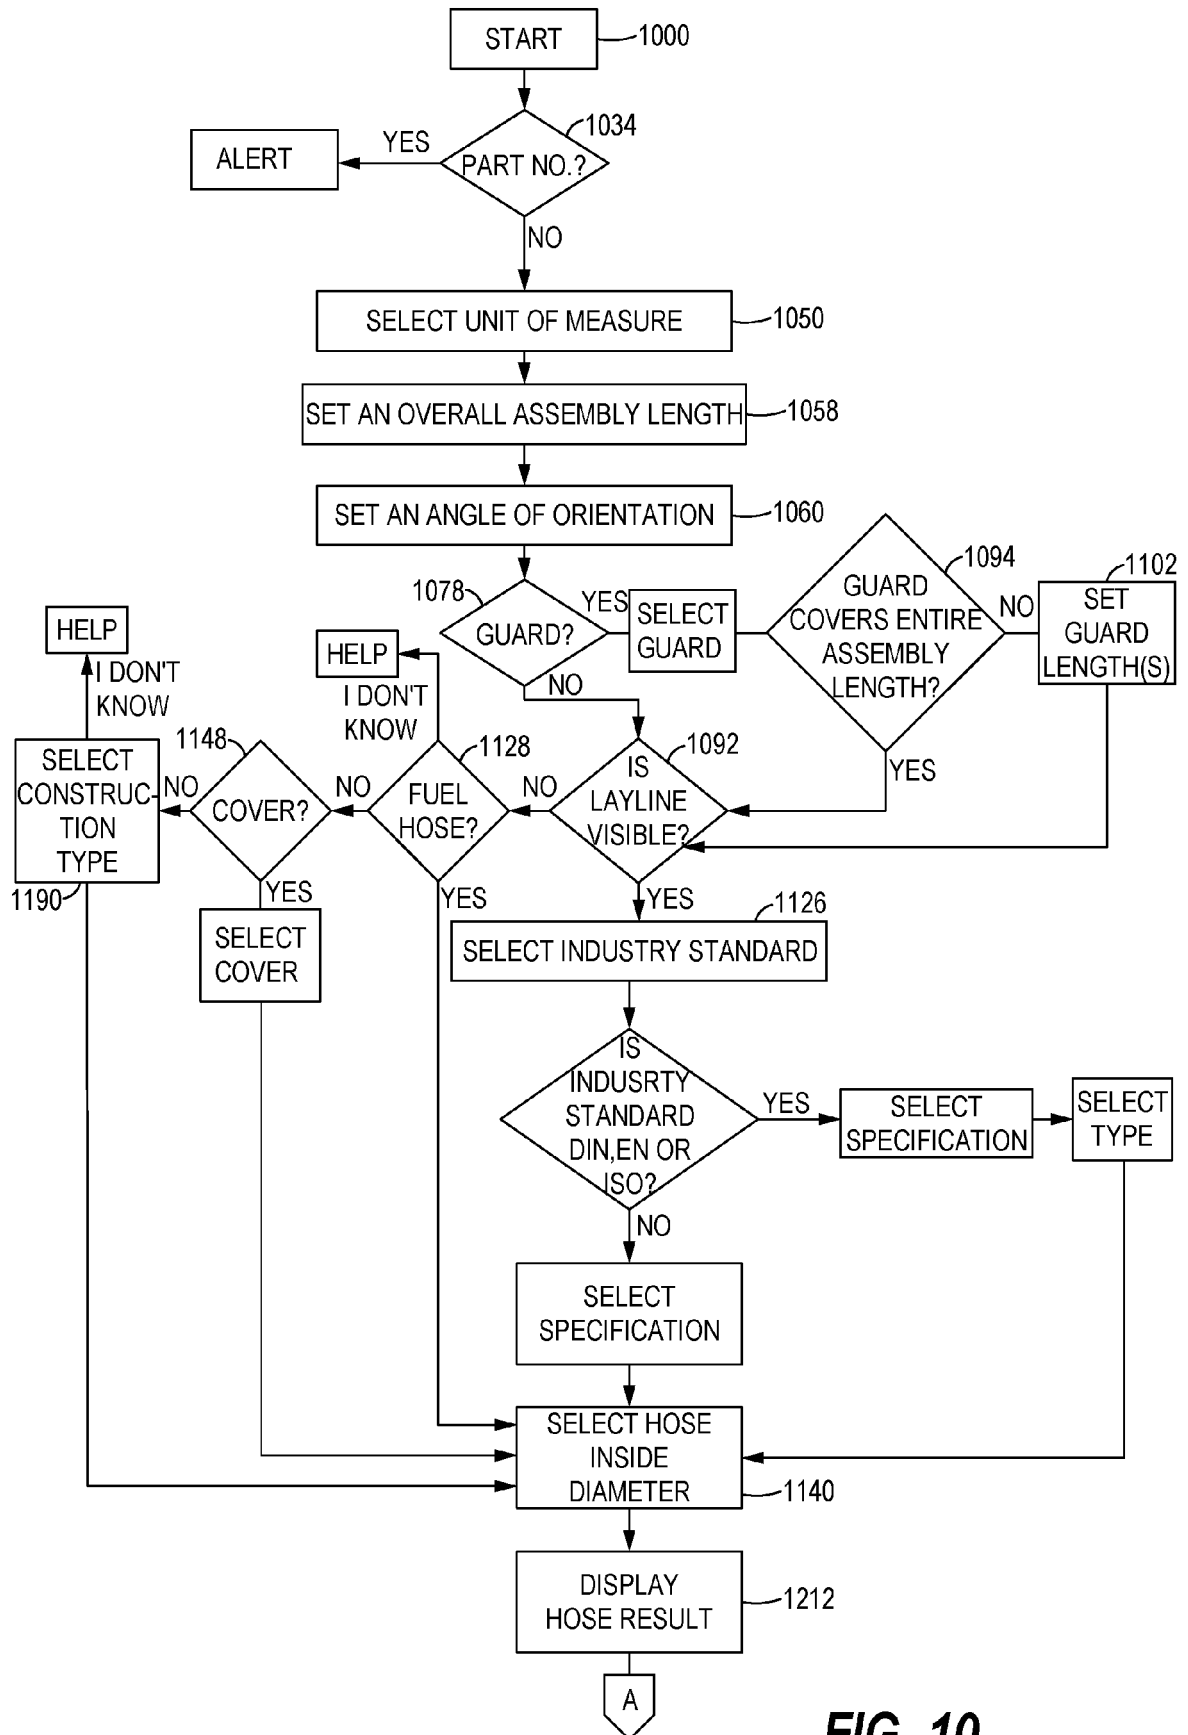 START
1000
1034
YES
ALERT
PART NO.?
NO
SELECT UNIT OF MEASURE
1050
SET AN OVERALL ASSEMBLY LENGTH
1058
SET AN ANGLE OF ORIENTATION
1060
1078
GUARD?
YES
SELECT
GUARD
1094
GUARD
COVERS ENTIRE
ASSEMBLY
LENGTH?
NO
1102
SET
GUARD
LENGTH(S)
HELP
I DON'T
KNOW
HELP
I DON'T
KNOW
NO
1092
IS
LAYLINE
VISIBLE?
YES
NO
1128
FUEL
HOSE?
NO
YES
1148
COVER?
NO
YES
SELECT
CONSTRUC-
TION
TYPE
1190
SELECT
COVER
YES
1126
SELECT INDUSTRY STANDARD
IS
INDUSRTY
STANDARD
DIN,EN OR
ISO?
YES
SELECT
SPECIFICATION
SELECT
TYPE
NO
SELECT
SPECIFICATION
SELECT HOSE
INSIDE
DIAMETER
1140
DISPLAY
HOSE RESULT
1212
A
FIG. 10